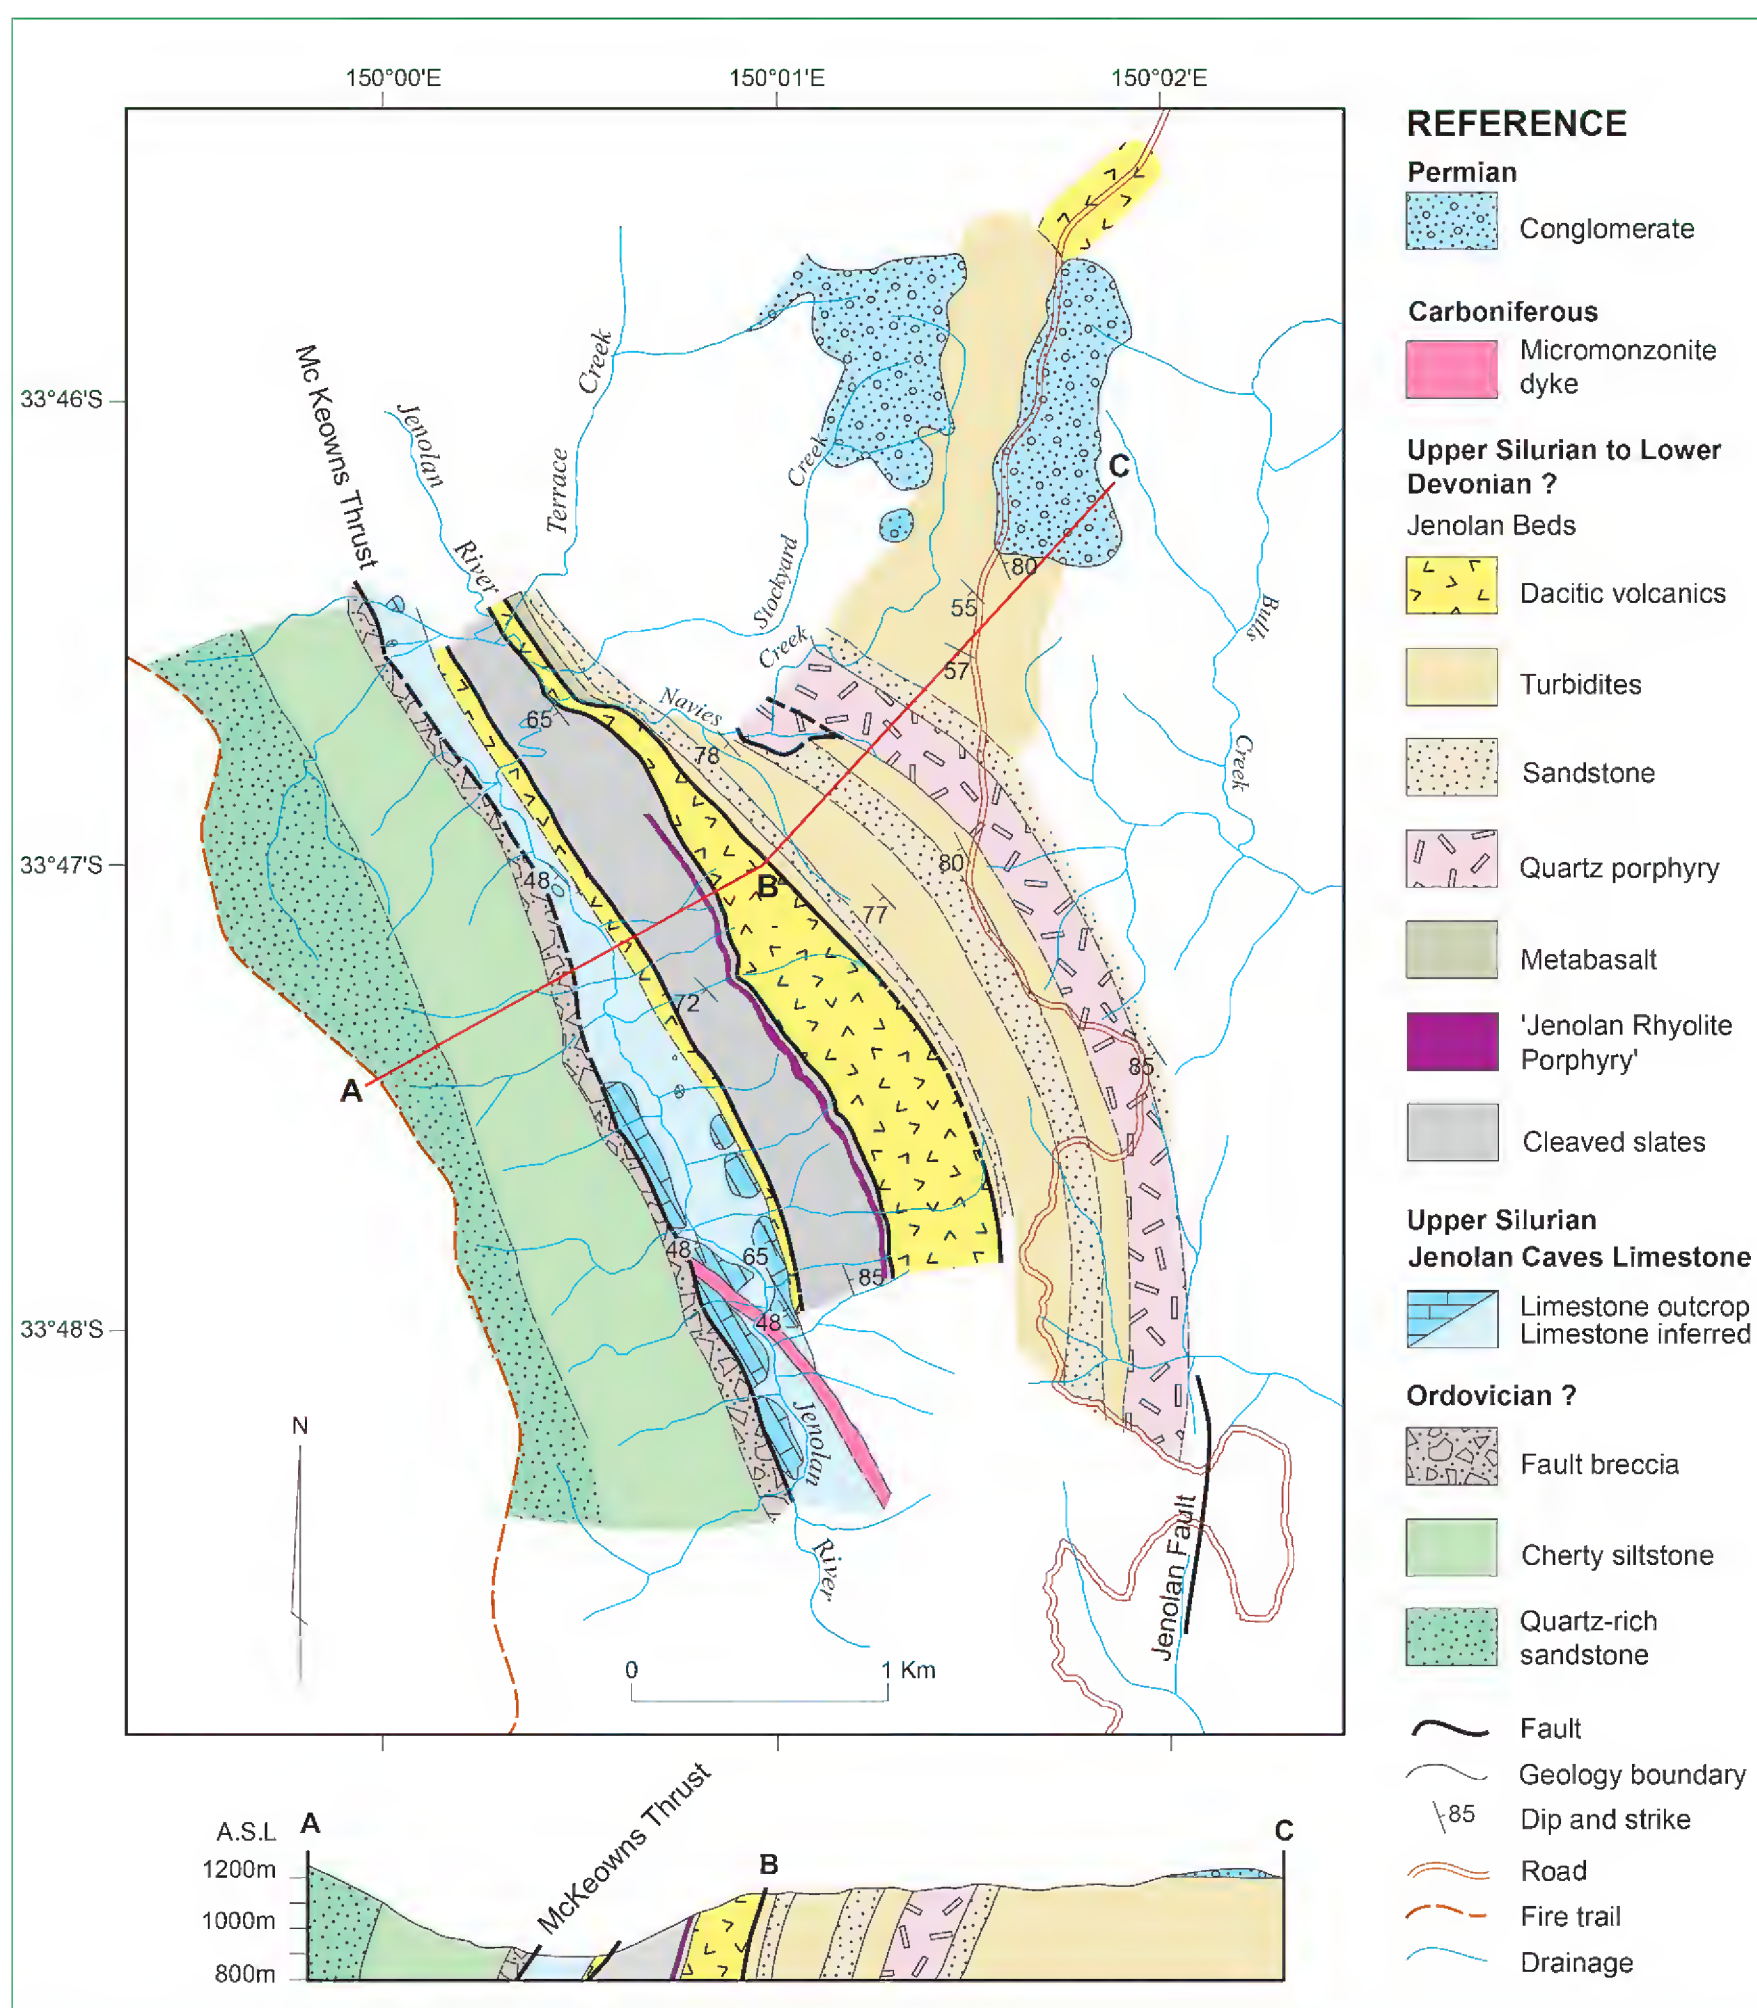 150°00'E
150°01'E
150°02'E
33°46'S
33°47'S
33°48'S
Mc Keowns Thrust
Jenolan
River
Terrace
Creek
Stockyard
Creek
Navies
Creek
Bulls
Creek
C
80
55
57
65
78
80
77
48
B
72
A
85
48
65
85
48
Jenolan
River
Jenolan Fault
N
0
1 Km
REFERENCE
Permian
Conglomerate
Carboniferous
Micromonzonite
dyke
Upper Silurian to Lower
Devonian ?
Jenolan Beds
Dacitic volcanics
Turbidites
Sandstone
Quartz porphyry
Metabasalt
'Jenolan Rhyolite
Porphyry'
Cleaved slates
Upper Silurian
Jenolan Caves Limestone
Limestone outcrop
Limestone inferred
Ordovician ?
Fault breccia
Cherty siltstone
Quartz-rich
sandstone
Fault
Geology boundary
85
Dip and strike
Road
Fire trail
Drainage
A.S.L
1200m
1000m
800m
A
McKeowns Thrust
B
C